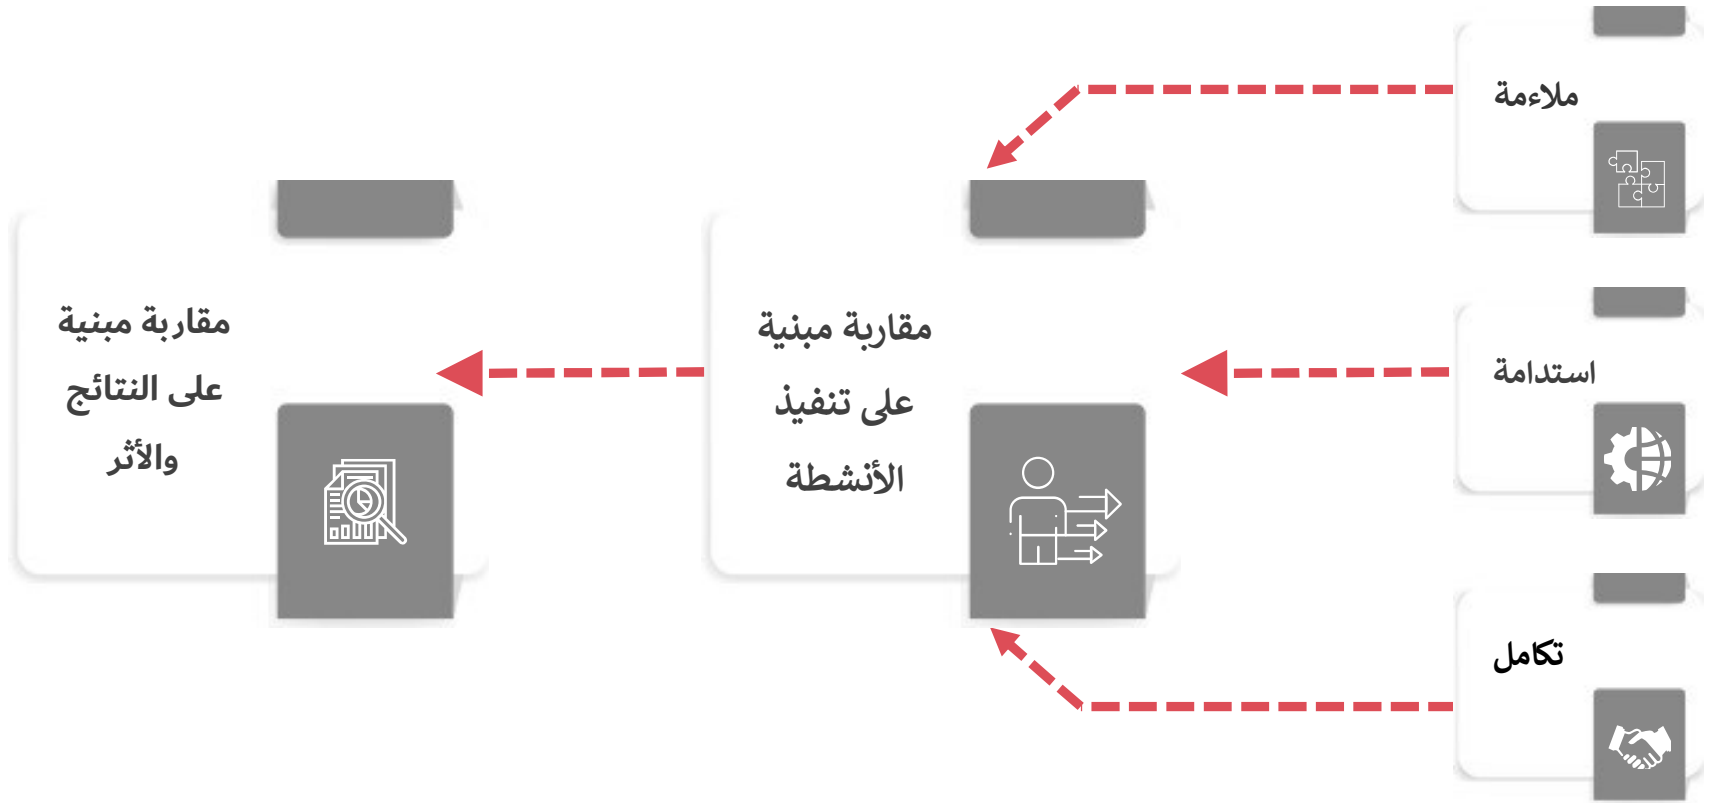 ملاءمة
استدامة
تكامل
مقاربة مبنية
على تنفيذ
الأنشطة
مقاربة مبنية
على النتائج
والأثر